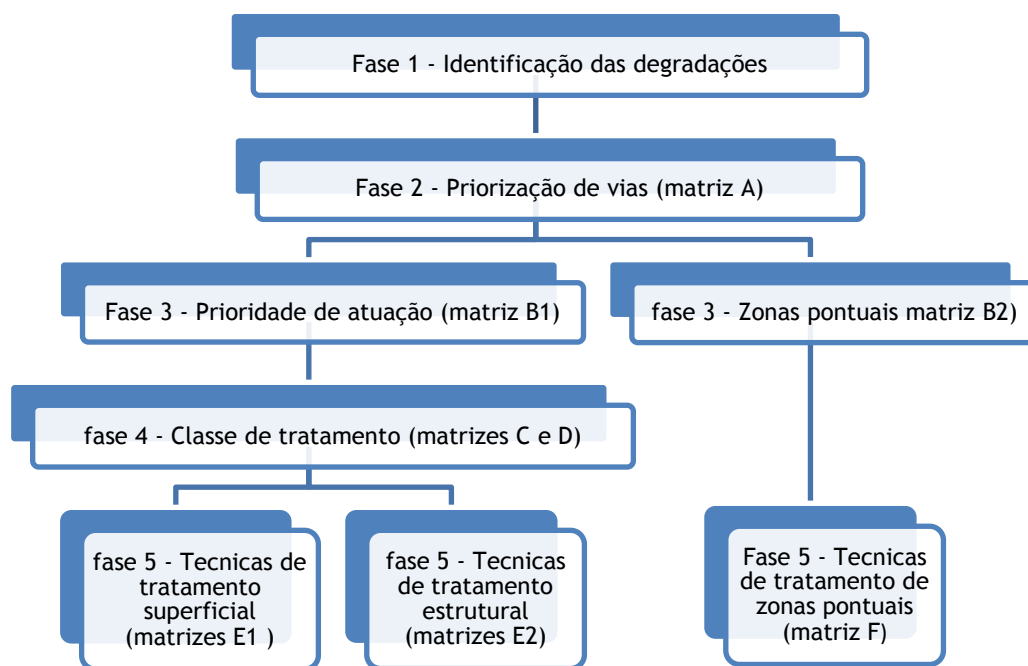 Fase 1 - Identificação das degradações
Fase 2 - Priorização de vias (matriz A)
Fase 3 - Prioridade de atuação (matriz B1)
fase 3 - Zonas pontuais matriz B2)
fase 4 - Classe de tratamento (matrizes C e D)
fase 5 - Tecnicas de
tratamento
superficial
(matrizes E1 )
fase 5 - Tecnicas
de tratamento
estrutural
(matrizes E2)
Fase 5 - Tecnicas
de tratamento de
zonas pontuais
(matriz F)